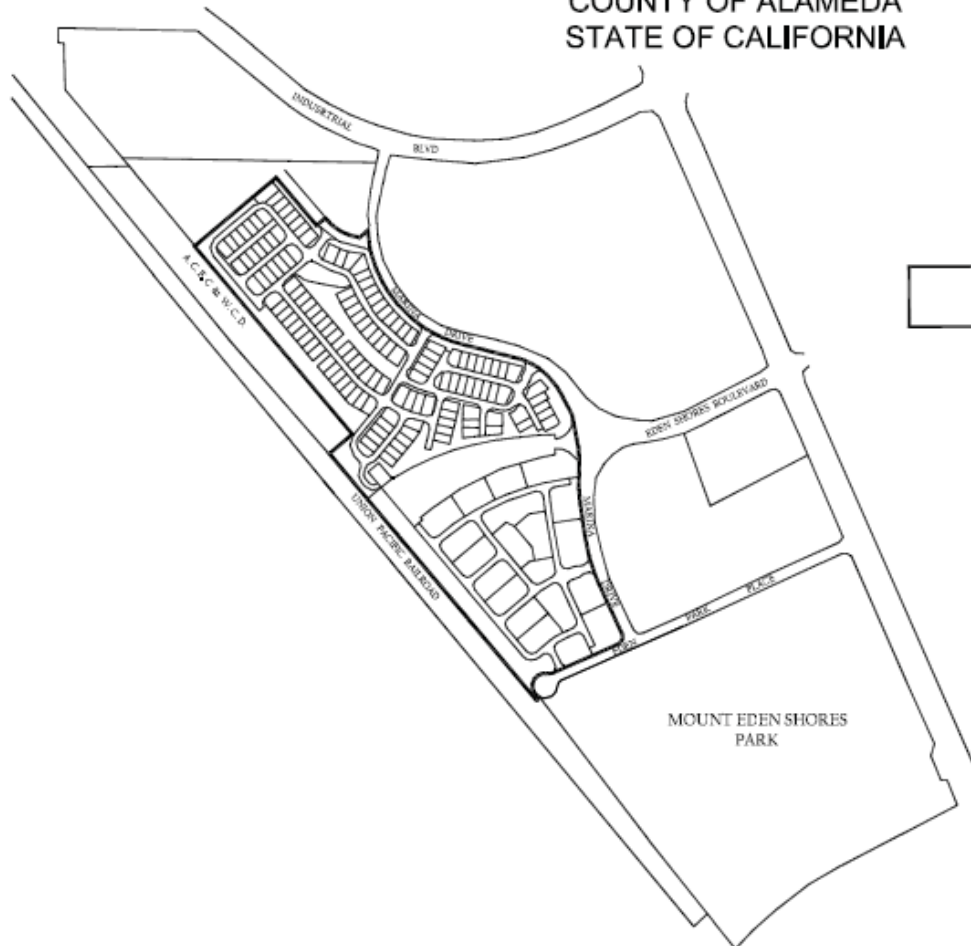 COUNTY OF ALAMEDA
STATE OF CALIFORNIA
INDUSRTRIAL
BLVD
A.C.F.C & W.C.D.
MARINA
DRIVE
EDEN SHORES BOULEVARD
UNION PACIFIC RAILROAD
MARINA
DRIVE
EDEN PARK PLACE
MOUNT EDEN SHORES
PARK